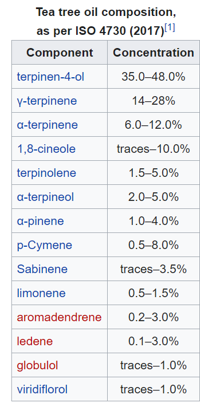 Tea tree oil composition,
as per ISO 4730 (2017)[1]
Component Concentration
terpinen-4-ol 35.0–48.0%
γ-terpinene 14–28%
α-terpinene 6.0–12.0%
1,8-cineole traces–10.0%
terpinolene 1.5–5.0%
α-terpineol 2.0–5.0%
α-pinene 1.0–4.0%
p-Cymene 0.5–8.0%
Sabinene traces–3.5%
limonene 0.5–1.5%
aromadendrene 0.2–3.0%
ledene 0.1–3.0%
globulol traces–1.0%
viridiflorol traces–1.0%